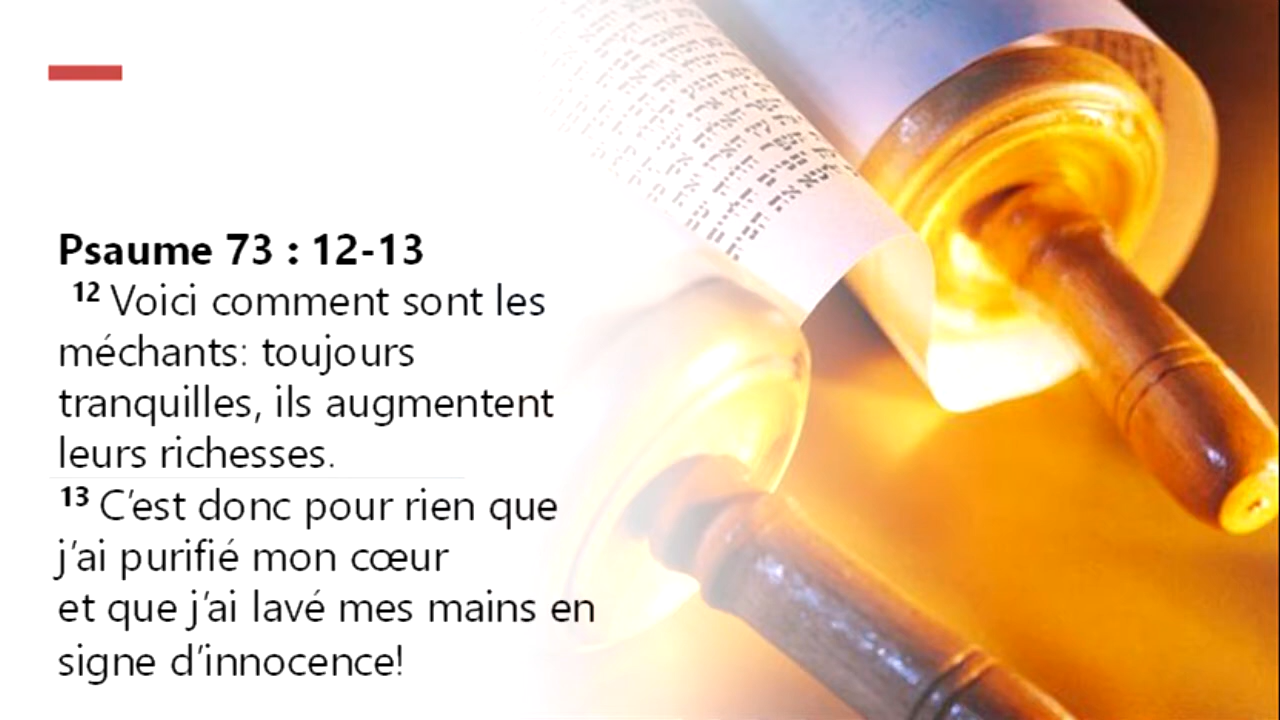 Psaume 73 : 12-13
12 Voici comment sont les
méchants: toujours
tranquilles, ils augmentent
leurs richesses.
13 C’est donc pour rien que
j’ai purifié mon cœur
et que j’ai lavé mes mains en
signe d’innocence!